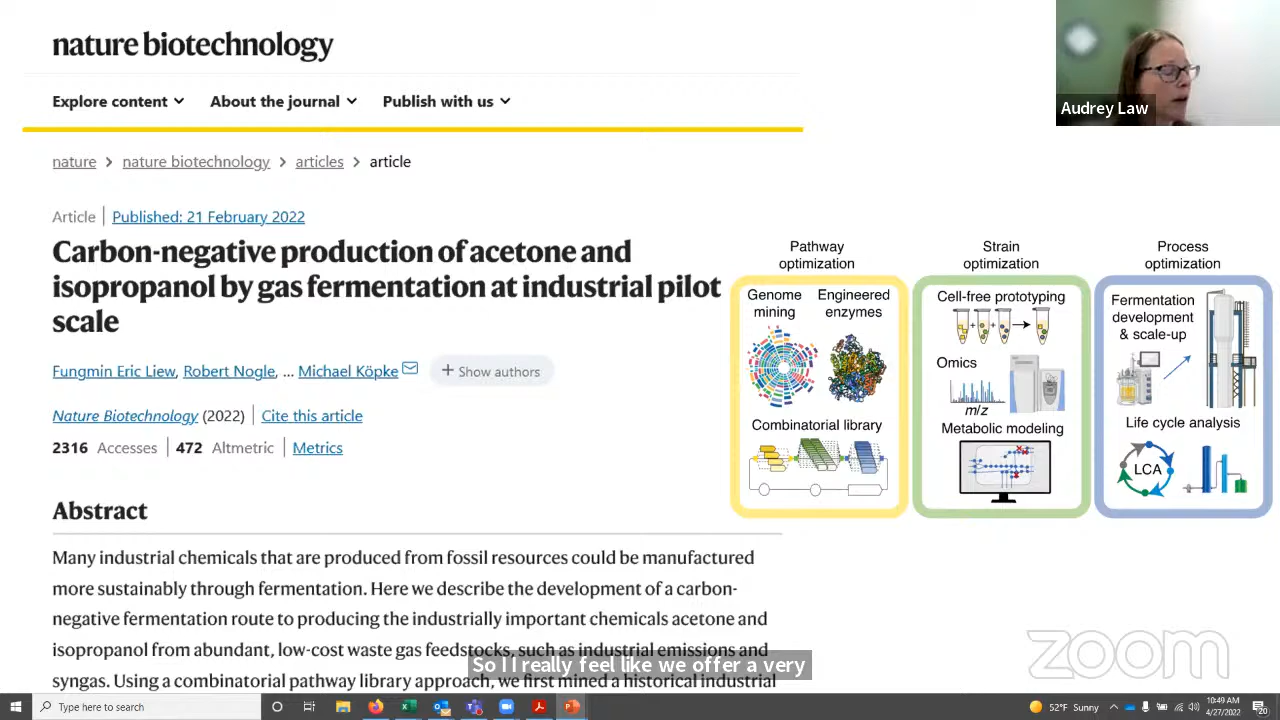 nature biotechnology
Explore content
About the journal
Publish with us
nature > nature biotechnology > articles > article
Article | Published: 21 February 2022
Carbon-negative production of acetone and
isopropanol by gas fermentation at industrial pilot
scale
Fungmin Eric Liew, Robert Nogle, ... Michael Köpke
+ Show authors
Nature Biotechnology (2022) | Cite this article
2316 Accesses | 472 Altmetric | Metrics
Abstract
Many industrial chemicals that are produced from fossil resources could be manufactured
more sustainably through fermentation. Here we describe the development of a carbon-
negative fermentation route to producing the industrially important chemicals acetone and
isopropanol from abundant, low-cost waste gas feedstocks, such as industrial emissions and
syngas. Using a combinatorial pathway library approach, we first mined a historical industrial
Pathway
optimization
Genome
mining
Engineered
enzymes
Combinatorial library
Strain
optimization
Cell-free prototyping
Omics
m/z
Metabolic modeling
Process
optimization
Fermentation
development
& scale-up
Life cycle analysis
LCA
Audrey Law
So I I really feel like we offer a very
zoom
Type here to search
52°F Sunny
10:49 AM
4/27/2022
20